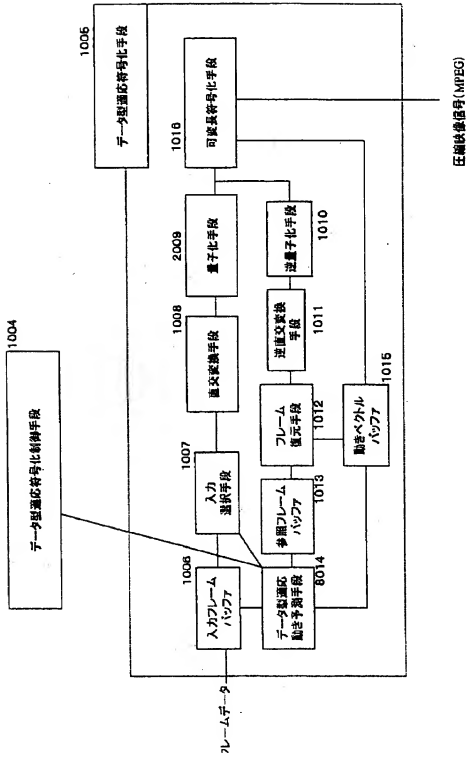 1004
データ型適応符号化制御手段
1005
データ型適応符号化手段
フレームデータ
1006
入力フレーム
バッファ
1007
入力
選択手段
1008
直交変換手段
2009
量子化手段
1016
可変長符号化手段
データ型適応
動き予測手段
8014
参照フレーム
バッファ
1013
フレーム
復元手段
1012
逆直交変換
手段
1011
逆量子化手段
1010
動きベクトル
バッファ
1015
圧縮映像信号(MPEG)